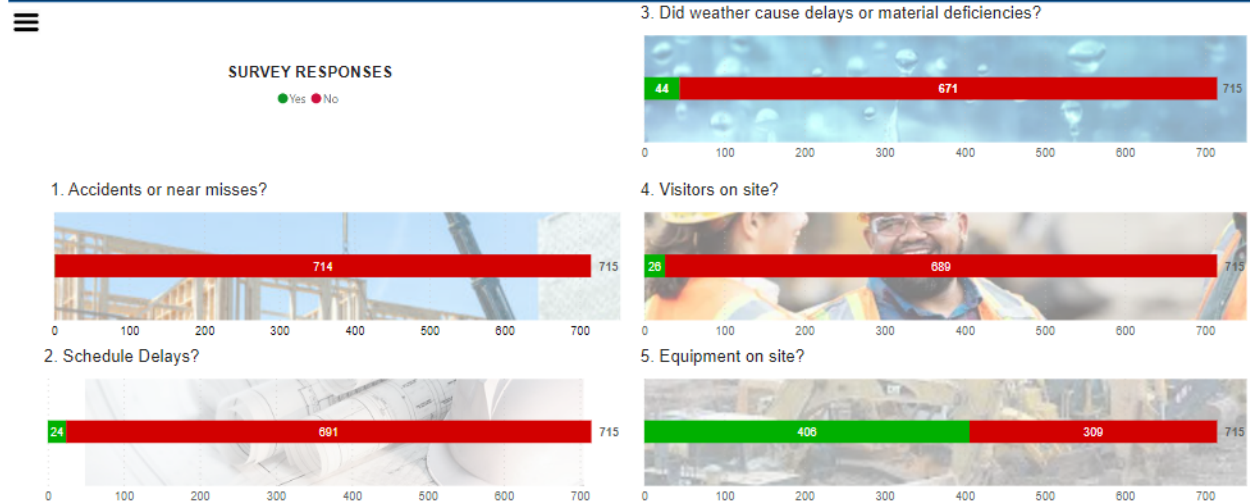 SURVEY RESPONSES
Yes No
1. Accidents or near misses?
714 715
0 100 200 300 400 500 600 700
2. Schedule Delays?
24 691 715
0 100 200 300 400 500 600 700
3. Did weather cause delays or material deficiencies?
44 671 715
0 100 200 300 400 500 600 700
4. Visitors on site?
26 689 715
0 100 200 300 400 500 600 700
5. Equipment on site?
406 309 715
0 100 200 300 400 500 600 700